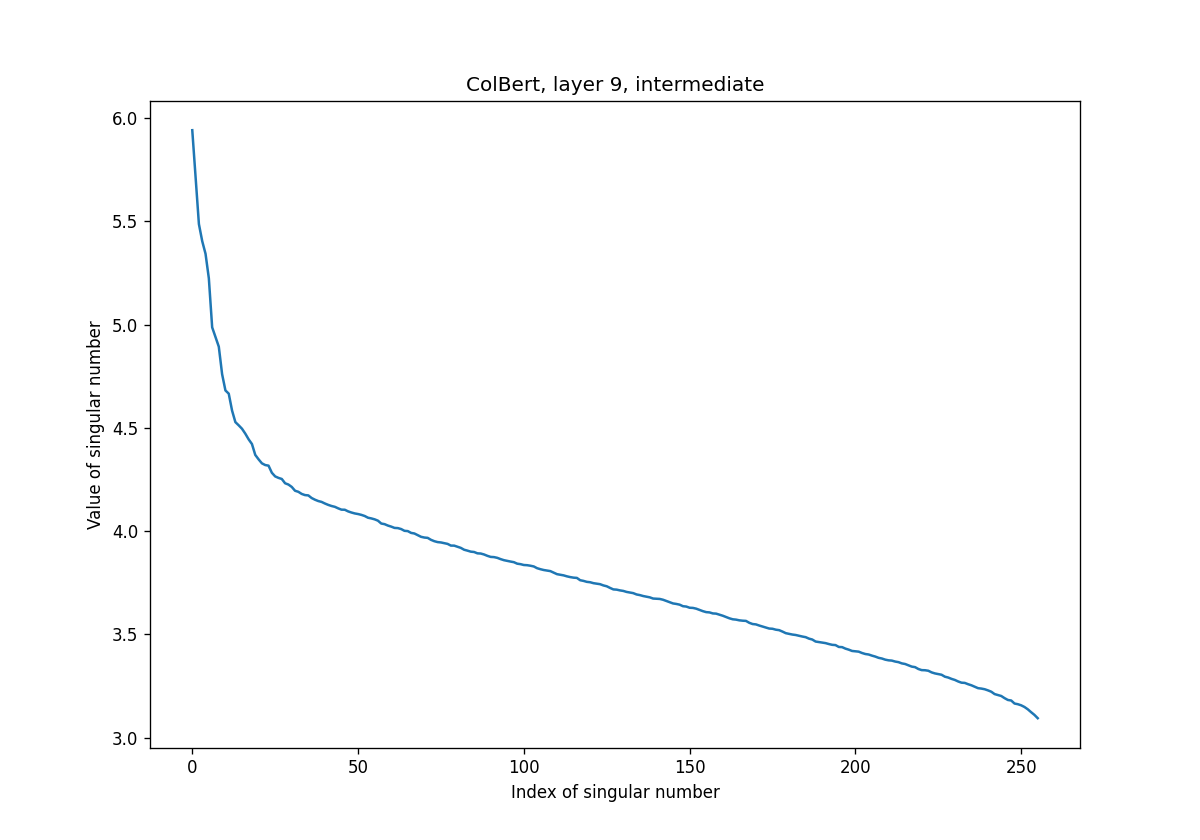 ColBert, layer 9, intermediate
Value of singular number
6.0
5.5
5.0
4.5
4.0
3.5
3.0
0 50 100 150 200 250
Index of singular number